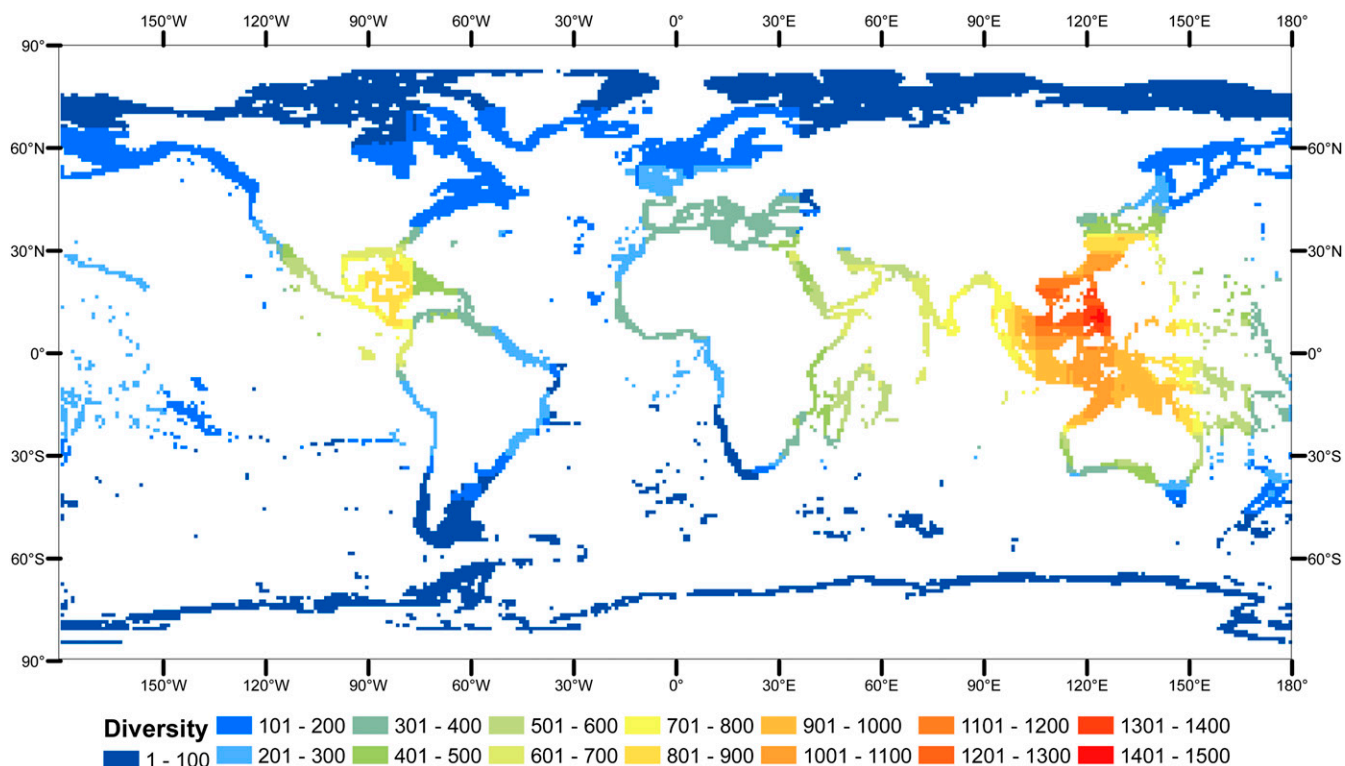 150°W 120°W 90°W 60°W 30°W 0° 30°E 60°E 90°E 120°E 150°E 180°
90°
60°N 60°N
30°N 30°N
0° 0°
30°S 30°S
60°S 60°S
90°
150°W 120°W 90°W 60°W 30°W 0° 30°E 60°E 90°E 120°E 150°E 180°
Diversity 101 - 200 301 - 400 501 - 600 701 - 800 901 - 1000 1101 - 1200 1301 - 1400
1 - 100 201 - 300 401 - 500 601 - 700 801 - 900 1001 - 1100 1201 - 1300 1401 - 1500